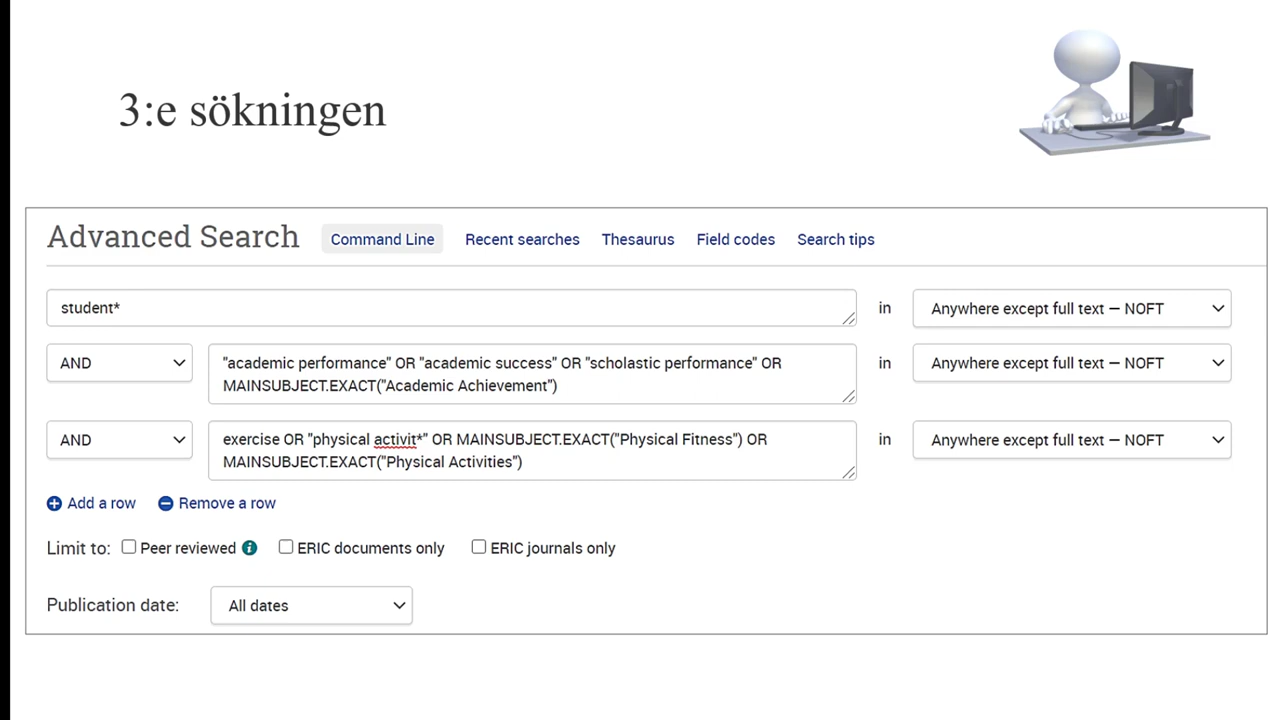 3:e sökningen
Advanced Search Command Line Recent searches Thesaurus Field codes Search tips
student* in Anywhere except full text — NOFT
AND "academic performance" OR "academic success" OR "scholastic performance" OR in Anywhere except full text — NOFT
MAINSUBJECT.EXACT("Academic Achievement")
AND exercise OR "physical activit*" OR MAINSUBJECT.EXACT("Physical Fitness") OR in Anywhere except full text — NOFT
MAINSUBJECT.EXACT("Physical Activities")
Add a row Remove a row
Limit to: Peer reviewed i ERIC documents only ERIC journals only
Publication date: All dates